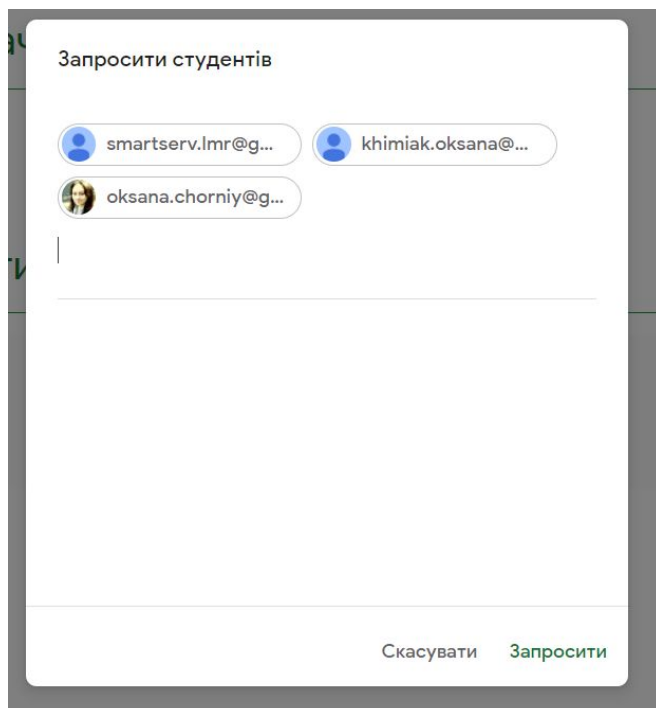 Запросити студентів
smartserv.lmr@g... khimiak.oksana@...
oksana.chorniy@g...
Скасувати Запросити